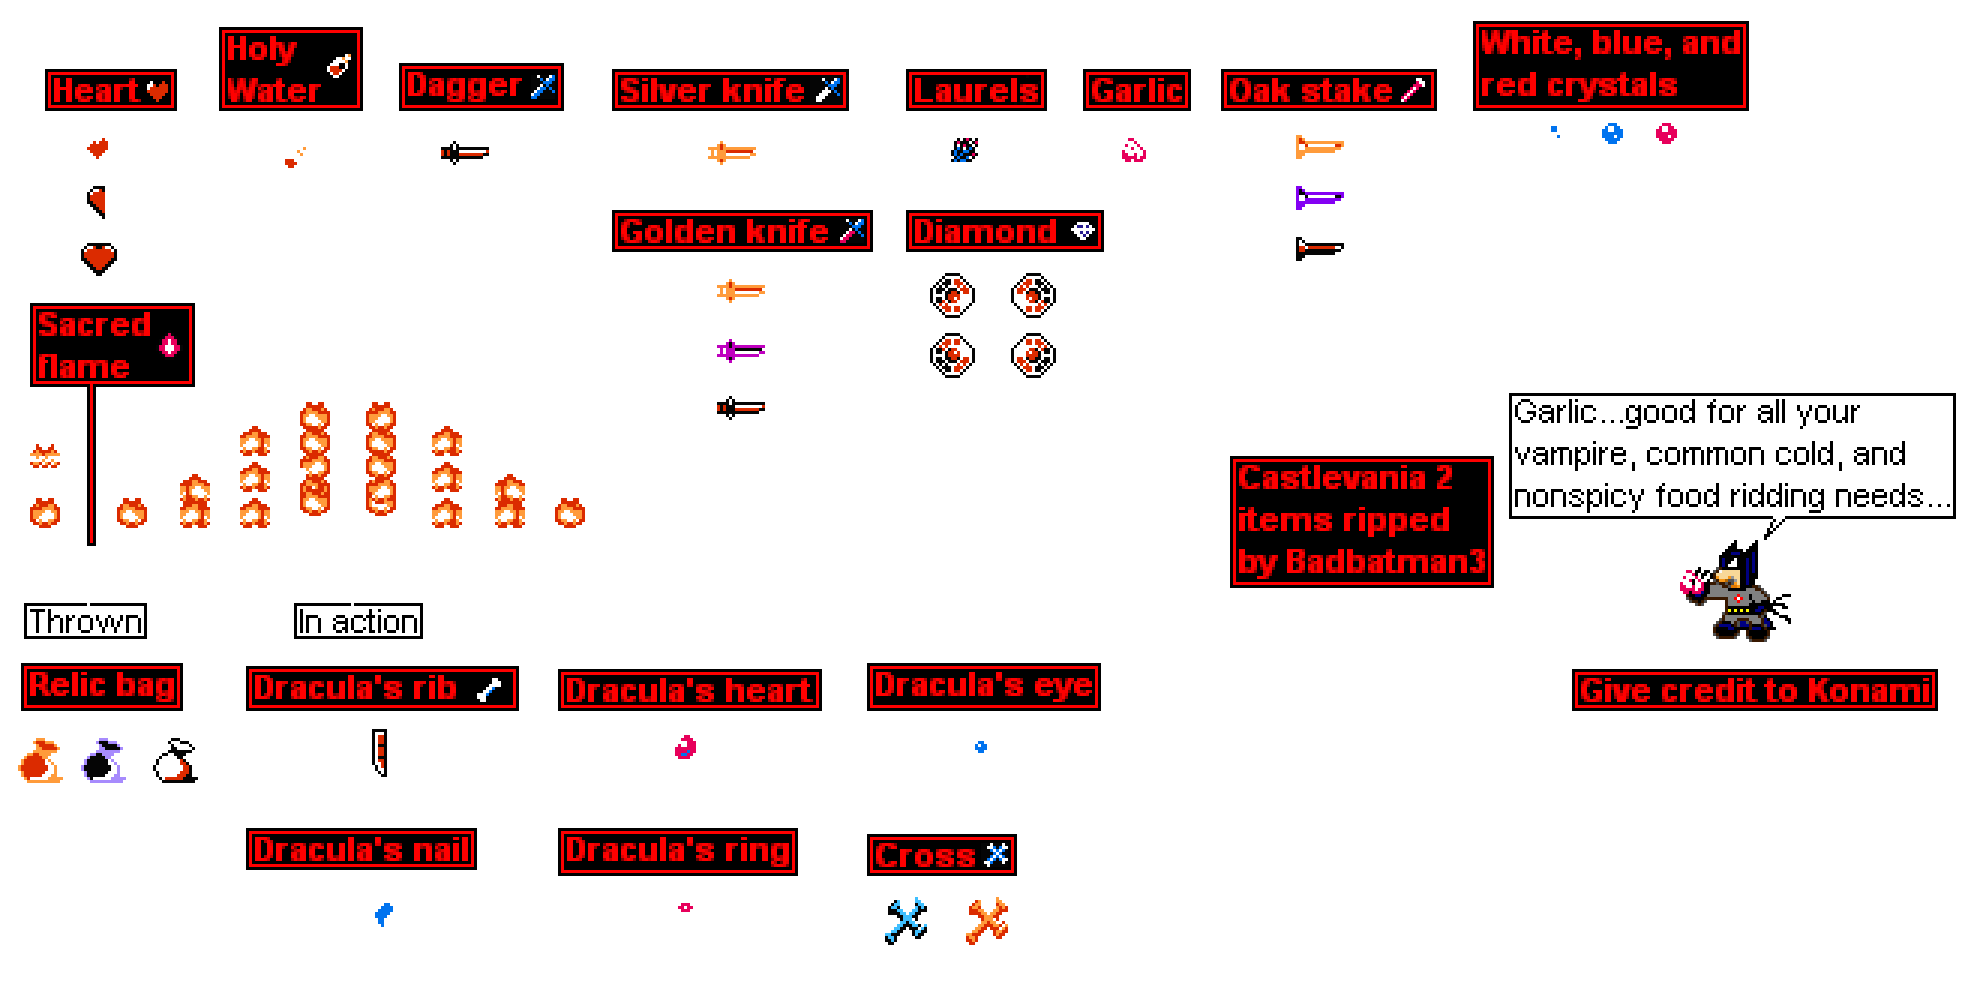 Heart
Holy
Water
Dagger
Silver knife
Laurels
Garlic
Oak stake
White, blue, and
red crystals
Golden knife
Diamond
Sacred
flame
Garlic...good for all your
vampire, common cold, and
nonspicy food ridding needs...
Castlevania 2
items ripped
by Badbatman3
Thrown
In action
Relic bag
Dracula's rib
Dracula's heart
Dracula's eye
Give credit to Konami
Dracula's nail
Dracula's ring
Cross